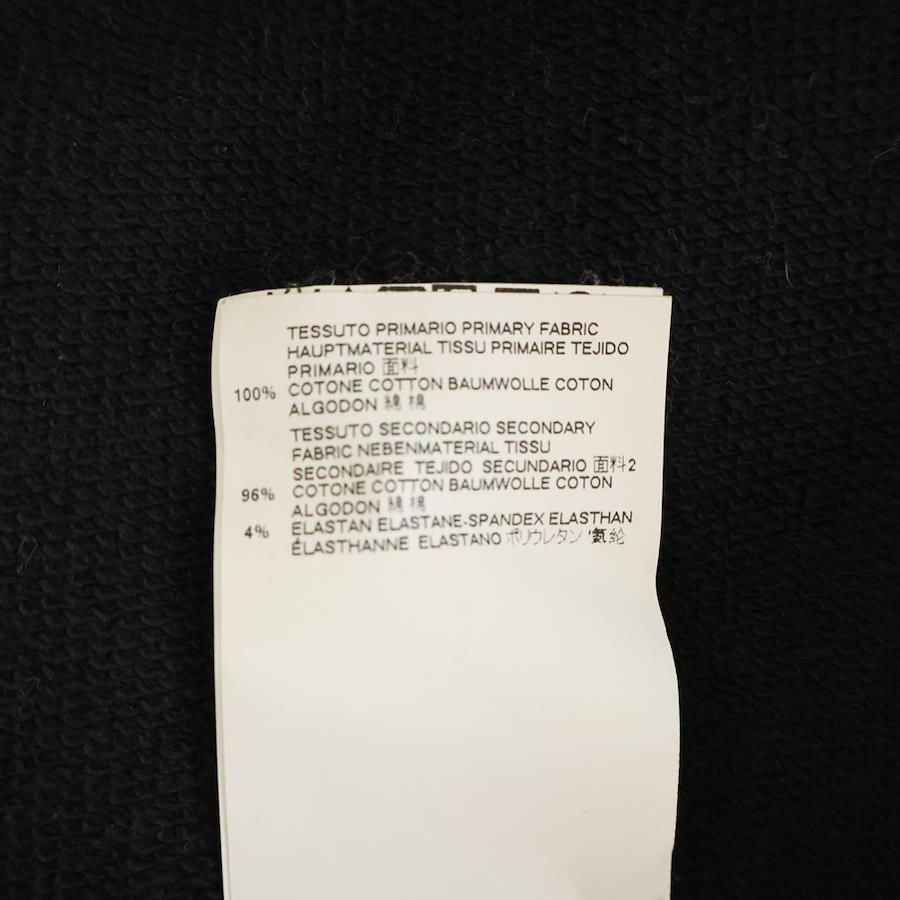 TESSUTO PRIMARIO PRIMARY FABRIC
HAUPTMATERIAL TISSU PRIMAIRE TEJIDO
PRIMARIO 面料
100% COTONE COTTON BAUMWOLLE COTON
ALGODON 綿 棉
TESSUTO SECONDARIO SECONDARY
FABRIC NEBENMATERIAL TISSU
SECONDAIRE TEJIDO SECUNDARIO 面料2
96% COTONE COTTON BAUMWOLLE COTON
ALGODON 綿 棉
4% ELASTAN ELASTANE-SPANDEX ELASTHAN
ÉLASTHANNE ELASTANO ポリウレタン '氨纶